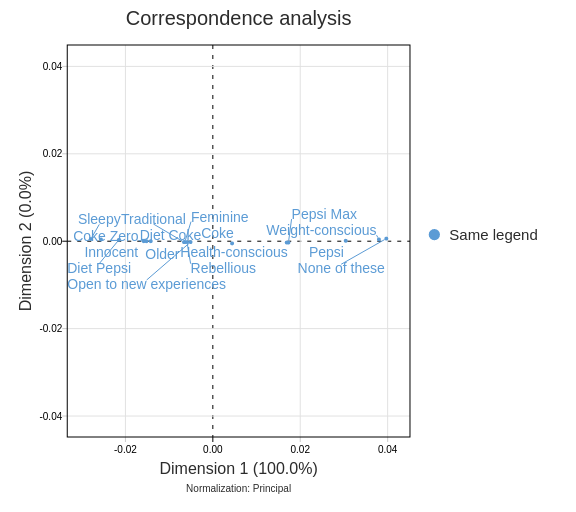 Correspondence analysis
0.04
0.02
0.00
-0.02
-0.04
Dimension 2 (0.0%)
Sleepy
Traditional
Feminine
Pepsi Max
Coke Zero
Diet Coke
Coke
Weight-conscious
Innocent
Older
Health-conscious
Pepsi
Diet Pepsi
Rebellious
None of these
Open to new experiences
Same legend
-0.02
0.00
0.02
0.04
Dimension 1 (100.0%)
Normalization: Principal